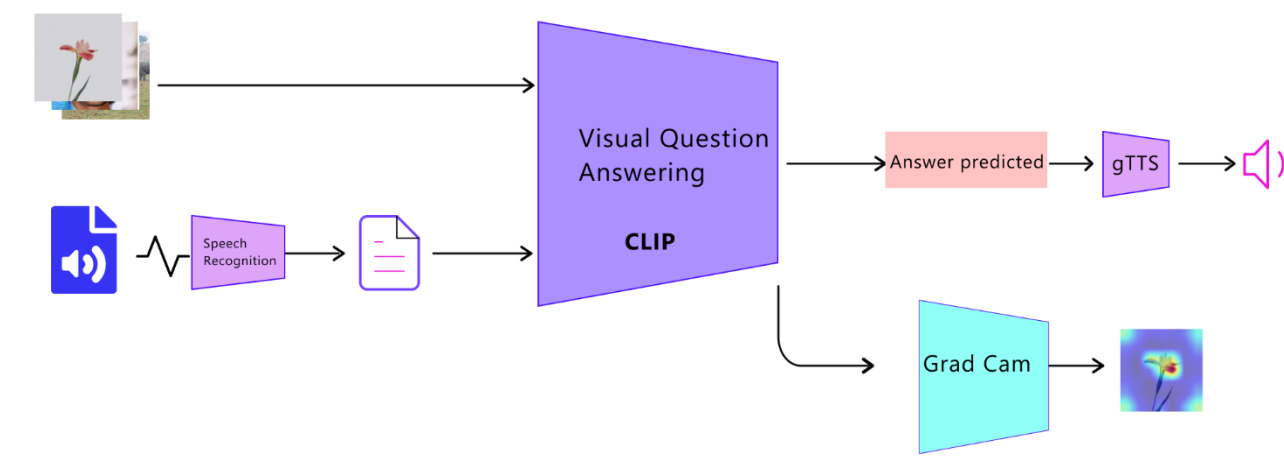 Visual Question
Answering
CLIP
Speech
Recognition
Answer predicted
gTTS
Grad Cam